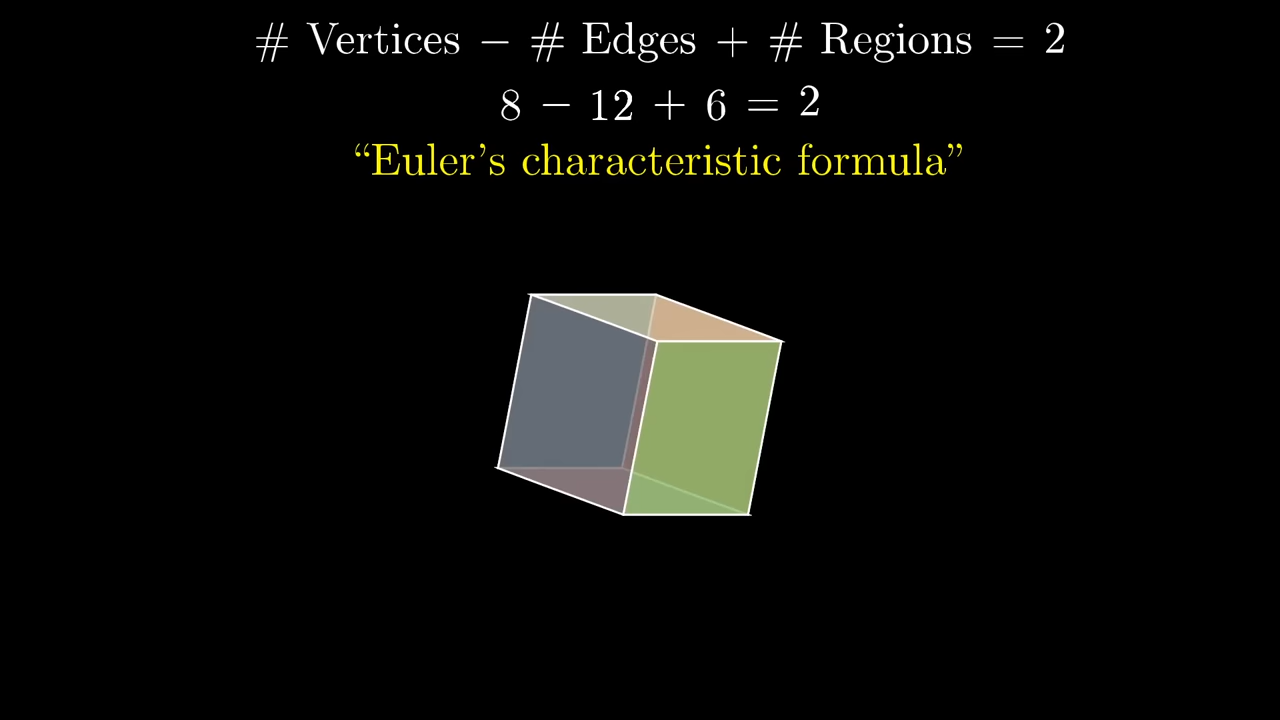 # Vertices − # Edges + # Regions = 2
8 − 12 + 6 = 2
“Euler’s characteristic formula”